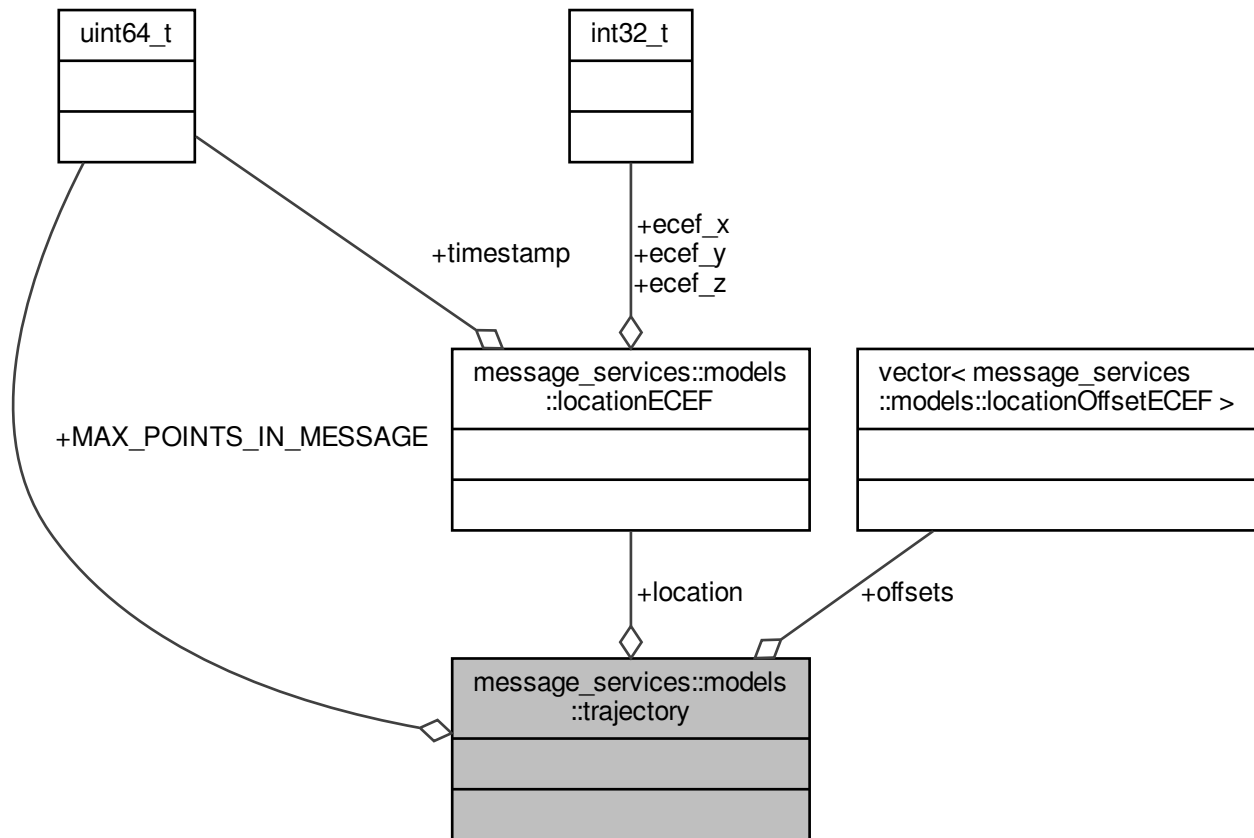 uint64_t
int32_t
+ecef_x
+ecef_y
+ecef_z
+timestamp
message_services::models
::locationECEF
vector< message_services
::models::locationOffsetECEF >
+MAX_POINTS_IN_MESSAGE
+location
+offsets
message_services::models
::trajectory